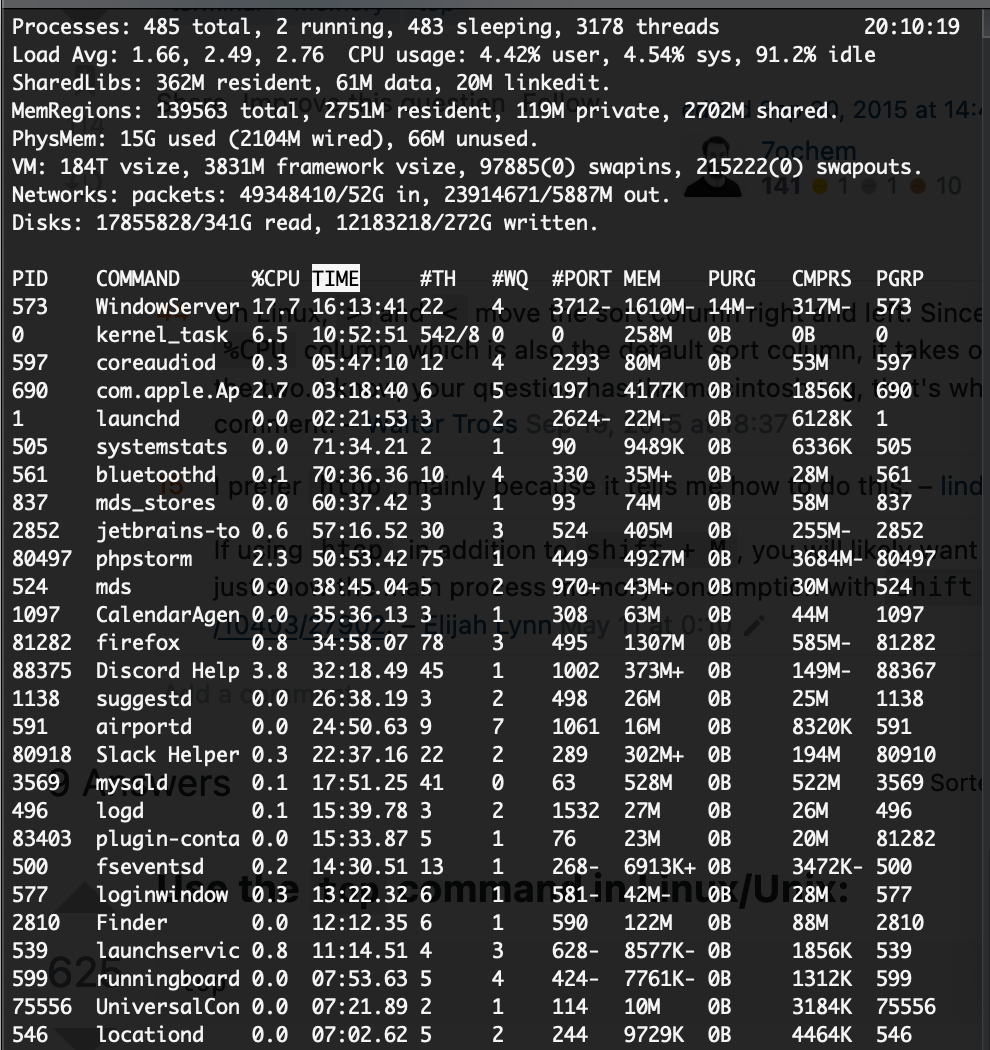 Processes: 485 total, 2 running, 483 sleeping, 3178 threads 20:10:19
Load Avg: 1.66, 2.49, 2.76 CPU usage: 4.42% user, 4.54% sys, 91.2% idle
SharedLibs: 362M resident, 61M data, 20M linkedit.
MemRegions: 139563 total, 2751M resident, 119M private, 2702M shared.
PhysMem: 15G used (2104M wired), 66M unused.
VM: 184T vsize, 3831M framework vsize, 97885(0) swapins, 215222(0) swapouts.
Networks: packets: 49348410/52G in, 23914671/5887M out.
Disks: 17855828/341G read, 12183218/272G written.
PID COMMAND %CPU TIME #TH #WQ #PORT MEM PURG CMPRS PGRP
573 WindowServer 17.7 16:13:41 22 4 3712- 1610M- 14M- 317M- 573
0 kernel_task 6.5 10:52:51 542/8 0 0 258M 0B 0B 0
597 coreaudiod 0.3 05:47:10 12 4 2293 80M 0B 53M 597
690 com.apple.Ap 2.7 03:18:40 6 5 197 4177K 0B 1856K 690
1 launchd 0.0 02:21:53 3 2 2624- 22M- 0B 6128K 1
505 systemstats 0.0 71:34.21 2 1 90 9489K 0B 6336K 505
561 bluetoothd 0.1 70:36.36 10 4 330 35M+ 0B 28M 561
837 mds_stores 0.0 60:37.42 3 1 93 74M 0B 58M 837
2852 jetbrains-to 0.6 57:16.52 30 3 524 405M 0B 255M- 2852
80497 phpstorm 2.3 50:53.42 75 1 449 4927M 0B 3684M- 80497
524 mds 0.0 38:45.04 5 2 970+ 43M+ 0B 30M 524
1097 CalendarAgen 0.0 35:36.13 3 1 308 63M 0B 44M 1097
81282 firefox 0.8 34:58.07 78 3 495 1307M 0B 585M- 81282
88375 Discord Help 3.8 32:18.49 45 1 1002 373M+ 0B 149M- 88367
1138 suggestd 0.0 26:38.19 3 2 498 26M 0B 25M 1138
591 airportd 0.0 24:50.63 9 7 1061 16M 0B 8320K 591
80918 Slack Helper 0.3 22:37.16 22 2 289 302M+ 0B 194M 80910
3569 mysqld 0.1 17:51.25 41 0 63 528M 0B 522M 3569
496 logd 0.1 15:39.78 3 2 1532 27M 0B 26M 496
83403 plugin-conta 0.0 15:33.87 5 1 76 23M 0B 20M 81282
500 fseventsd 0.2 14:30.51 13 1 268- 6913K+ 0B 3472K- 500
577 loginwindow 0.3 13:22.32 6 1 581- 42M- 0B 28M 577
2810 Finder 0.0 12:12.35 6 1 590 122M 0B 88M 2810
539 launchservic 0.8 11:14.51 4 3 628- 8577K- 0B 1856K 539
599 runningboard 0.0 07:53.63 5 4 424- 7761K- 0B 1312K 599
75556 UniversalCon 0.0 07:21.89 2 1 114 10M 0B 3184K 75556
546 locationd 0.0 07:02.62 5 2 244 9729K 0B 4464K 546